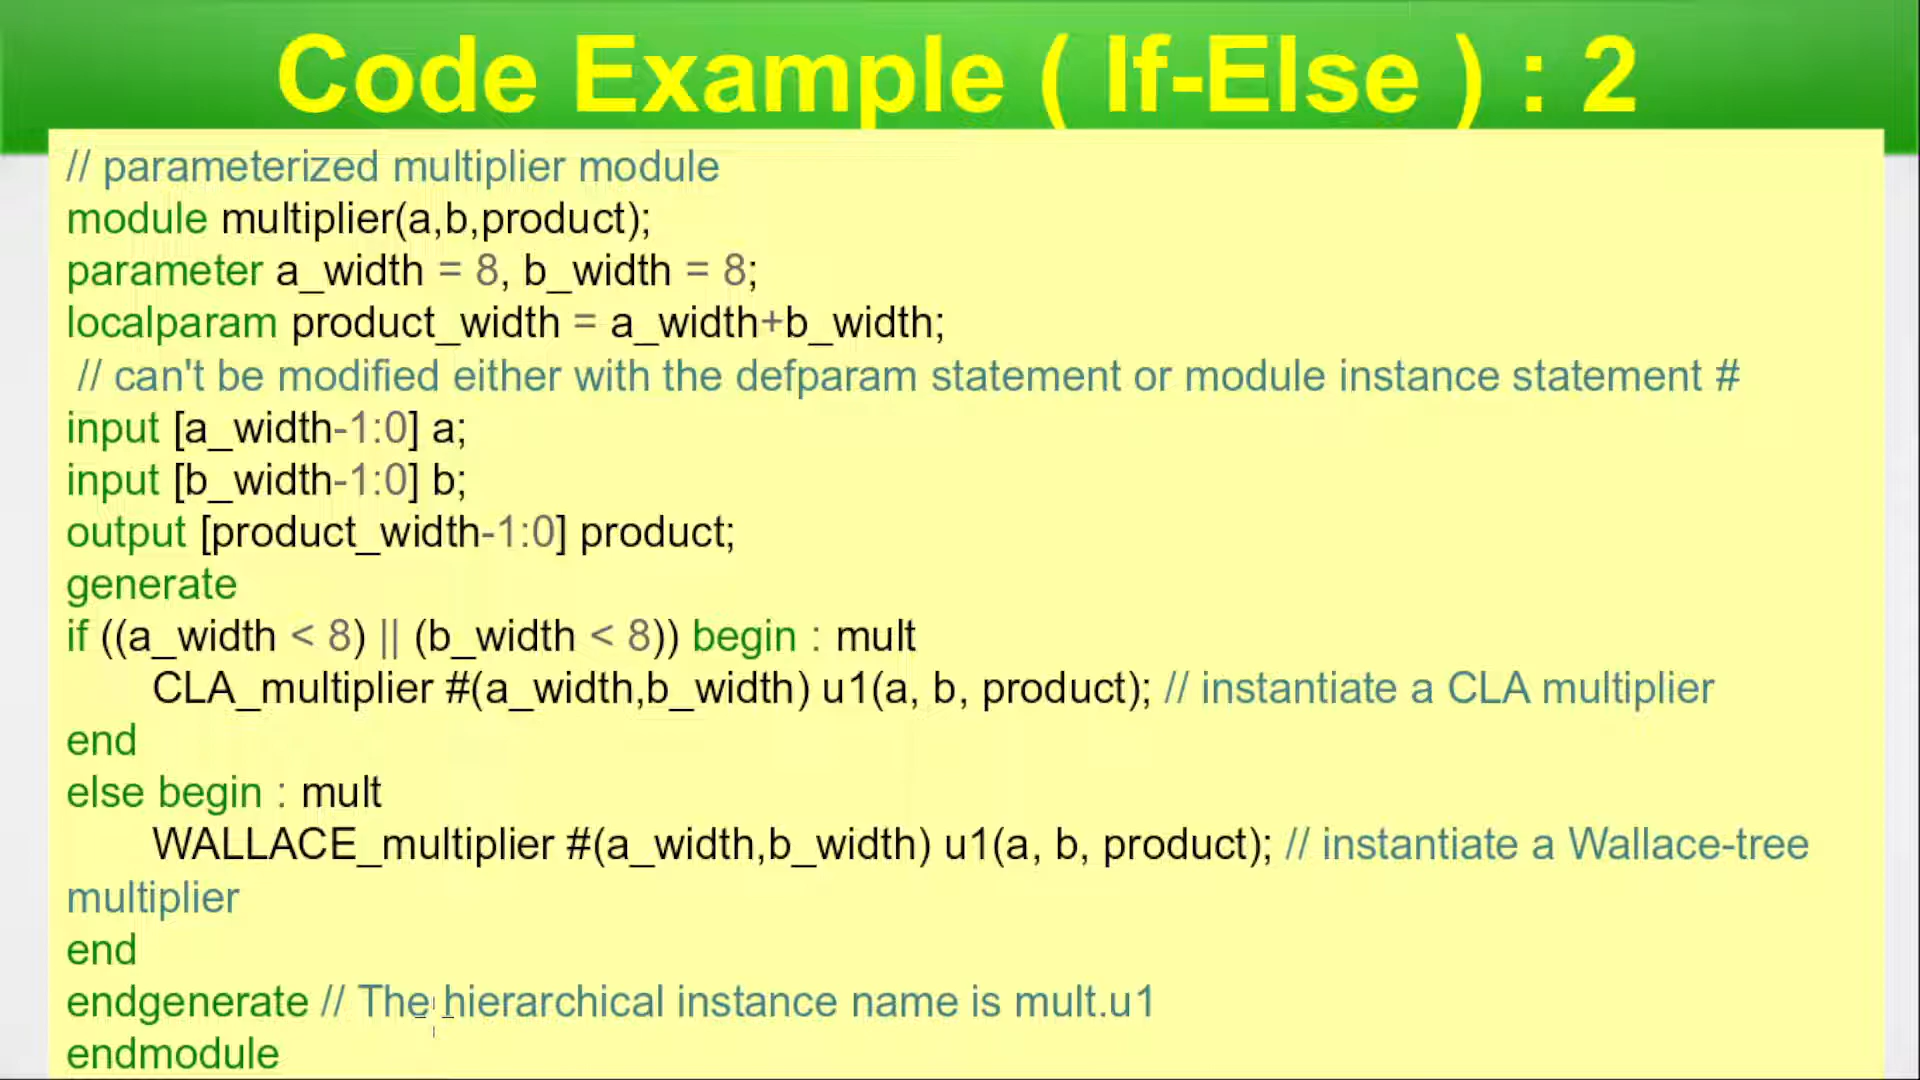 Code Example ( If-Else ) : 2
// parameterized multiplier module
module multiplier(a,b,product);
parameter a_width = 8, b_width = 8;
localparam product_width = a_width+b_width;
// can't be modified either with the defparam statement or module instance statement #
input [a_width-1:0] a;
input [b_width-1:0] b;
output [product_width-1:0] product;
generate
if ((a_width < 8) || (b_width < 8)) begin : mult
CLA_multiplier #(a_width,b_width) u1(a, b, product); // instantiate a CLA multiplier
end
else begin : mult
WALLACE_multiplier #(a_width,b_width) u1(a, b, product); // instantiate a Wallace-tree
multiplier
end
endgenerate // The hierarchical instance name is mult.u1
endmodule